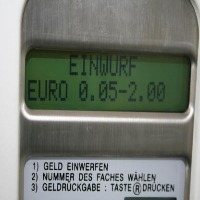 EINWURF
EURO 0.05-2.00
1) GELD EINWERFEN
2) NUMMER DES FACHES WÄHLEN
3) GELDRÜCKGABE : TASTE Ⓡ DRÜCKEN